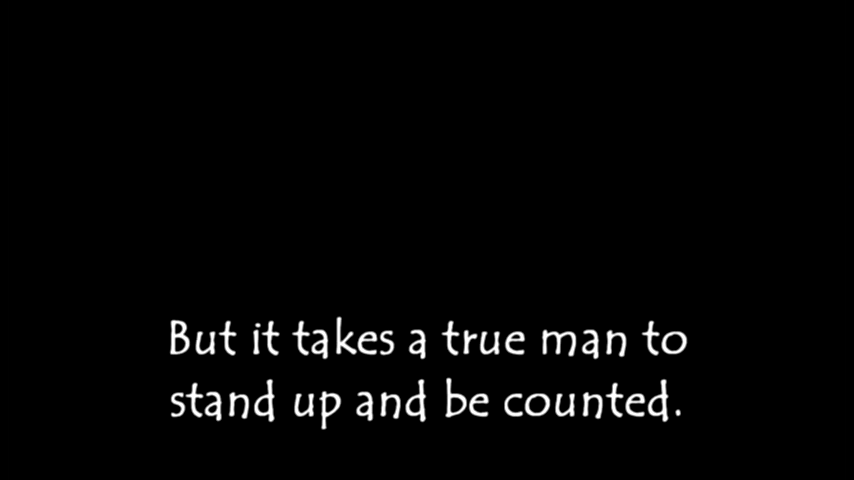 But it takes a true man to
stand up and be counted.